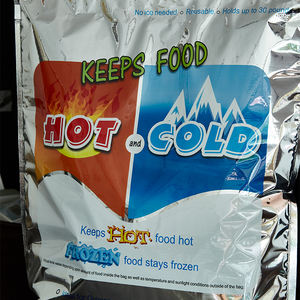 No ice needed o Reusable o Holds up to 30 pounds
KEEPS FOOD
HOT and COLD
Keeps HOT food hot
FROZEN food stays frozen